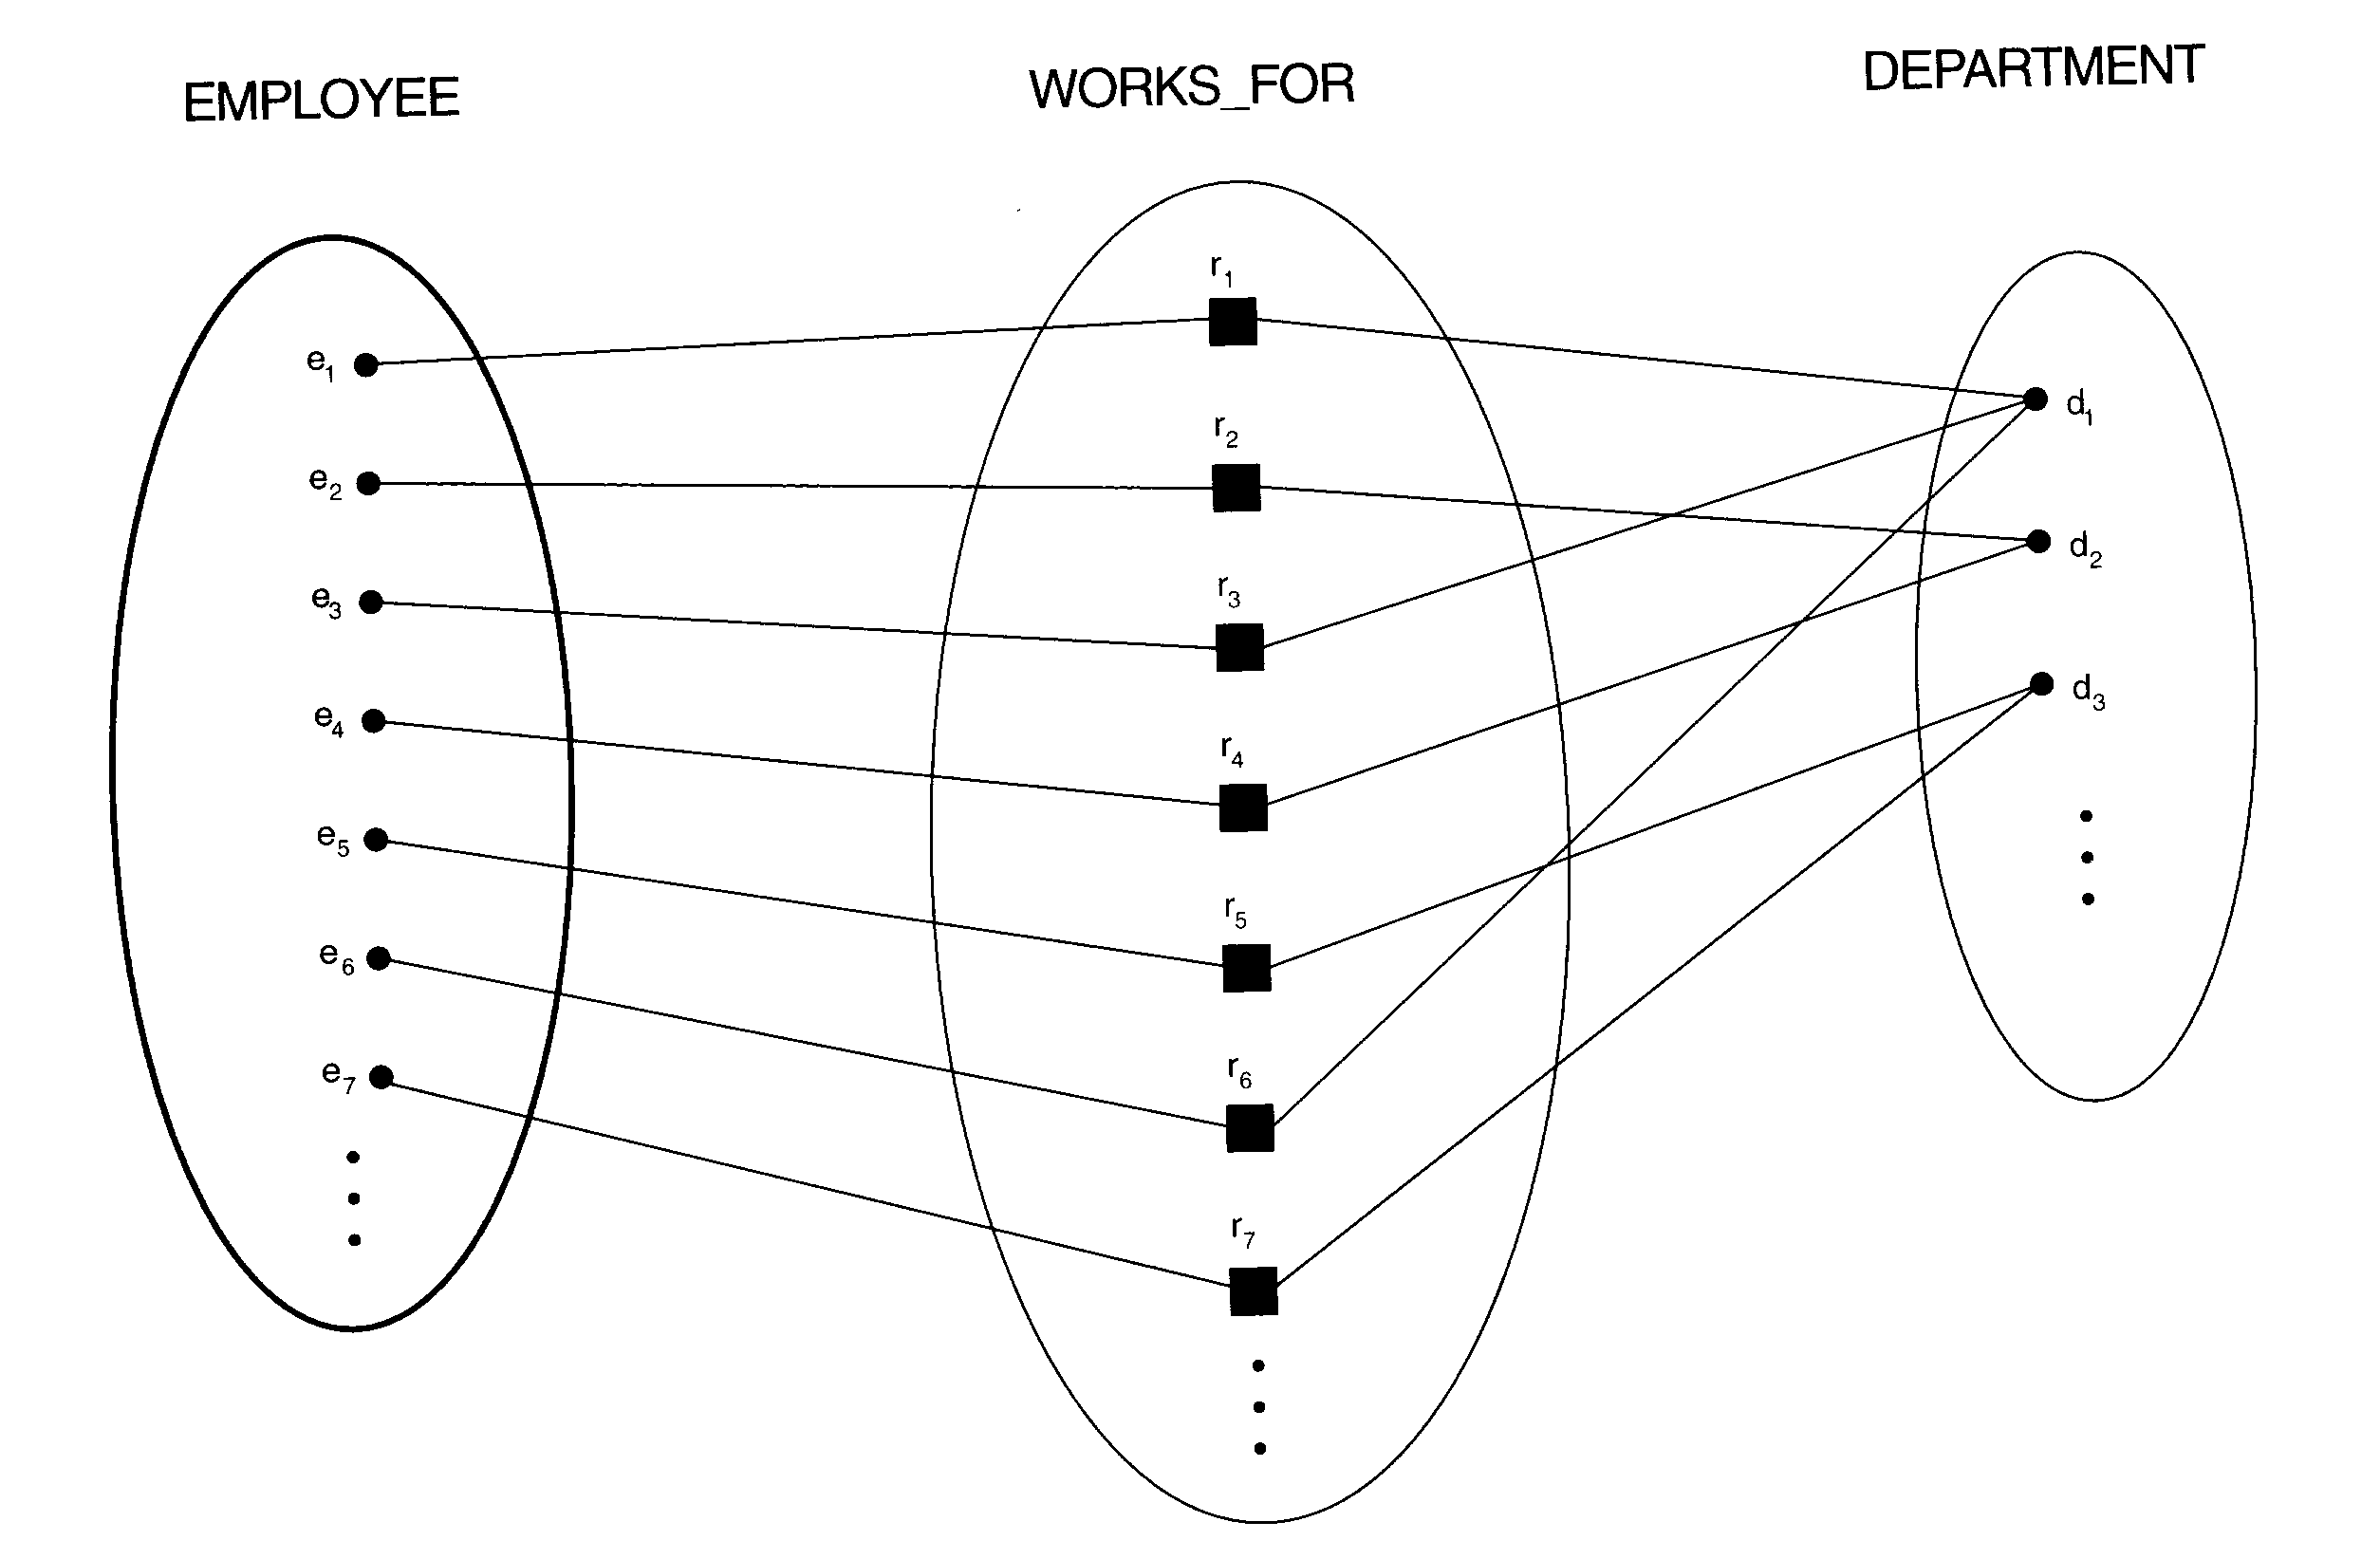 EMPLOYEE WORKS_FOR DEPARTMENT
r1
e1
d1
r2
e2
d2
r3
e3
d3
e4
r4
e5
r5
e6
r6
e7
r7